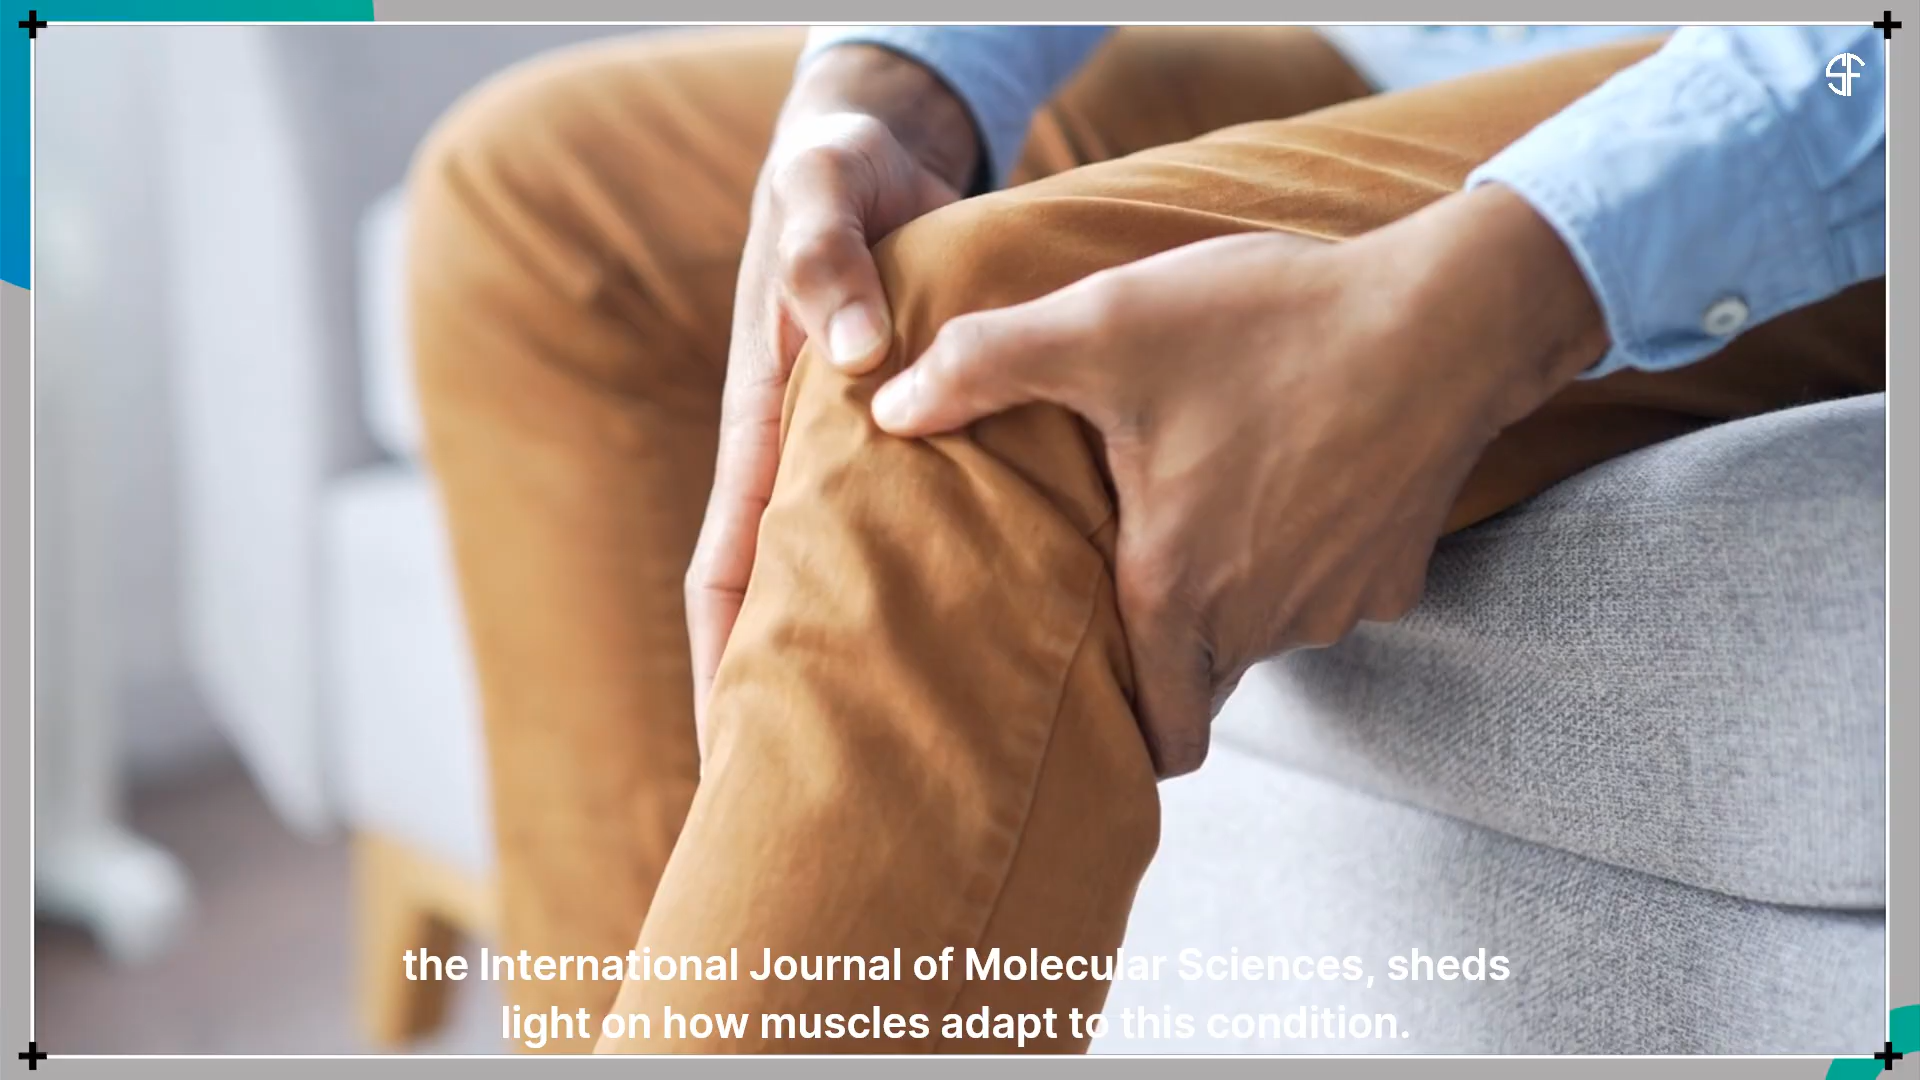 the International Journal of Molecular Sciences, sheds
light on how muscles adapt to this condition.